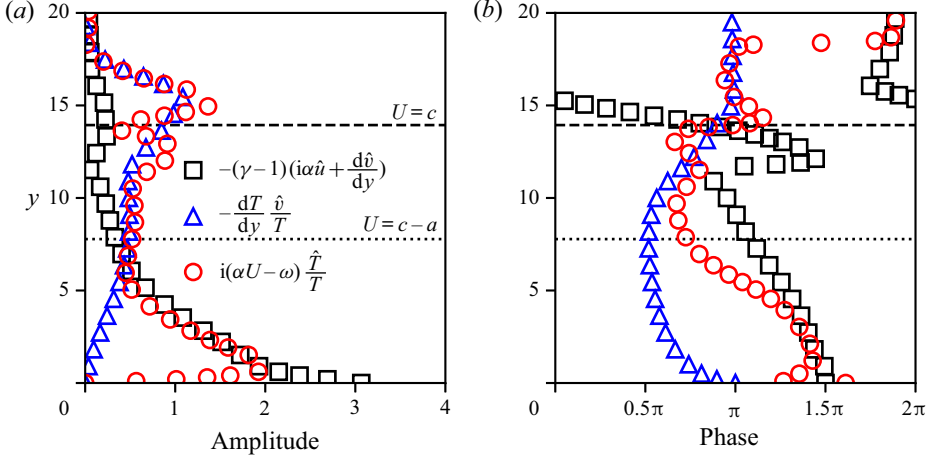 (a)
(b)
20
15
10
5
0
y
U = c
−(γ−1)(iαû + dv̂/dy)
−dT/dy v̂/T
U = c − a
i(αU − ω) T̂/T
0 1 2 3 4
Amplitude
20
15
10
5
0 0.5π π 1.5π 2π
Phase